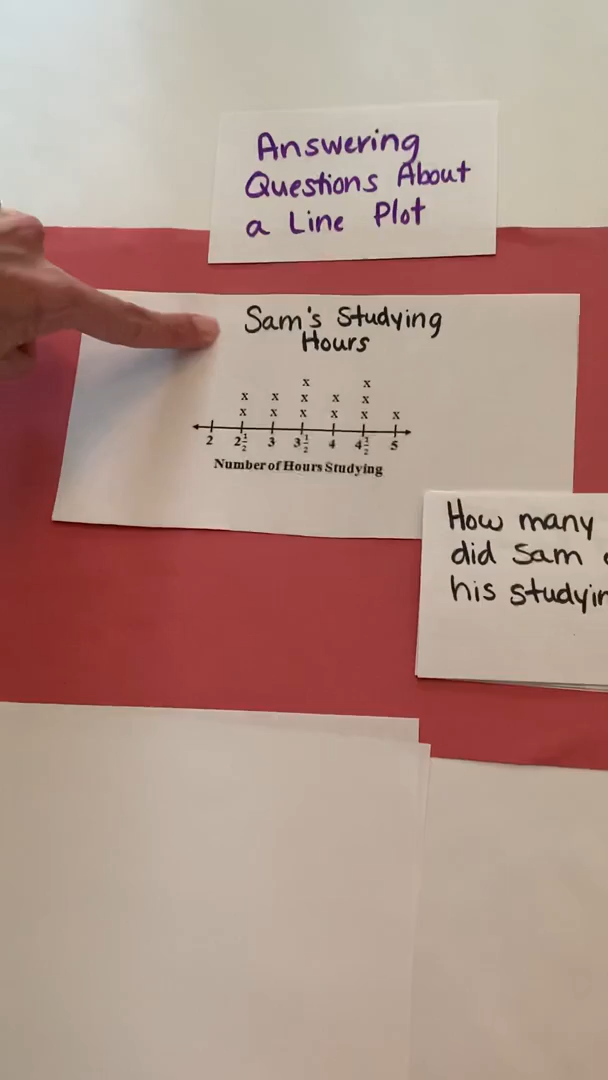 Answering
Questions About
a Line Plot
Sam's Studying
Hours
x x
x x x x x
x x x x x x
2 2½ 3 3½ 4 4½ 5
Number of Hours Studying
How many
did Sam
his